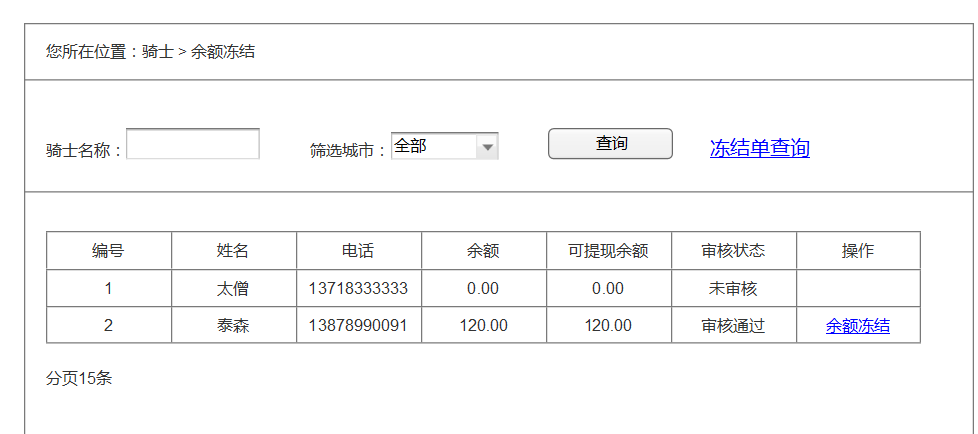 您所在位置：骑士 > 余额冻结
骑士名称： 筛选城市： 全部 查询 冻结单查询
编号 姓名 电话 余额 可提现余额 审核状态 操作
1 太僧 13718333333 0.00 0.00 未审核
2 泰森 13878990091 120.00 120.00 审核通过 余额冻结
分页15条